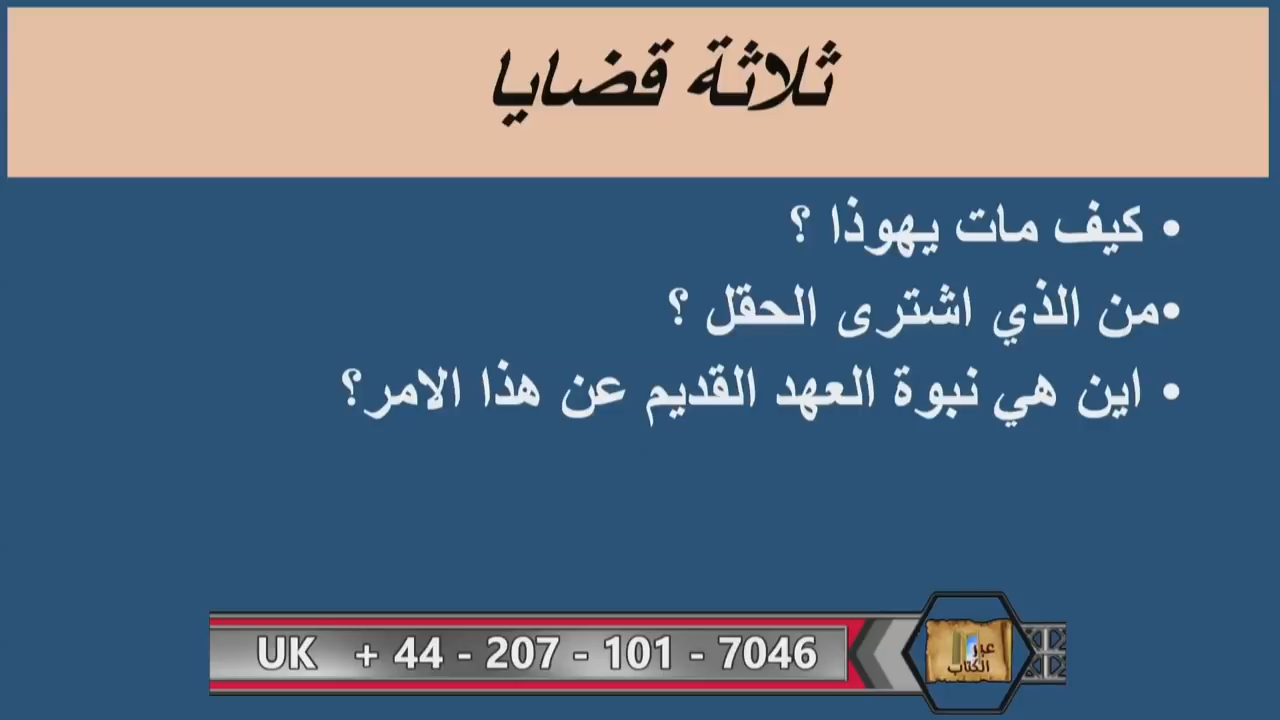 ثلاثة قضايا
• كيف مات يهوذا ؟
•من الذي اشترى الحقل ؟
• اين هي نبوة العهد القديم عن هذا الامر؟
UK + 44 - 207 - 101 - 7046
عبر
الكتاب